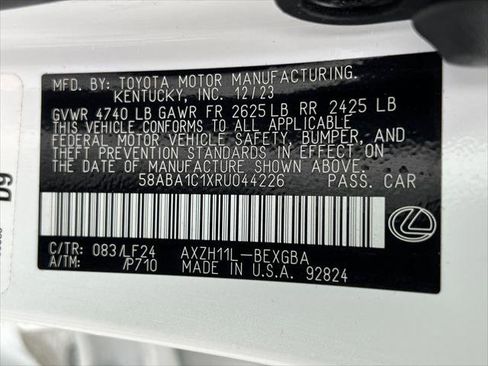 MFD. BY: TOYOTA MOTOR MANUFACTURING.
KENTUCKY, INC. 12/23
GVWR 4740 LB GAWR FR 2625 LB RR 2425 LB
THIS VEHICLE CONFORMS TO ALL APPLICABLE
FEDERAL MOTOR VEHICLE SAFETY, BUMPER, AND
THEFT PREVENTION STANDARDS IN EFFECT ON
THE DATE OF MANUFACTURE SHOWN ABOVE.
58ABA1C1XRU044226 PASS. CAR
C/TR: 083/LF24 AXZH11L-BEXGBA
A/TM: /P710 MADE IN U.S.A. 92824
D9